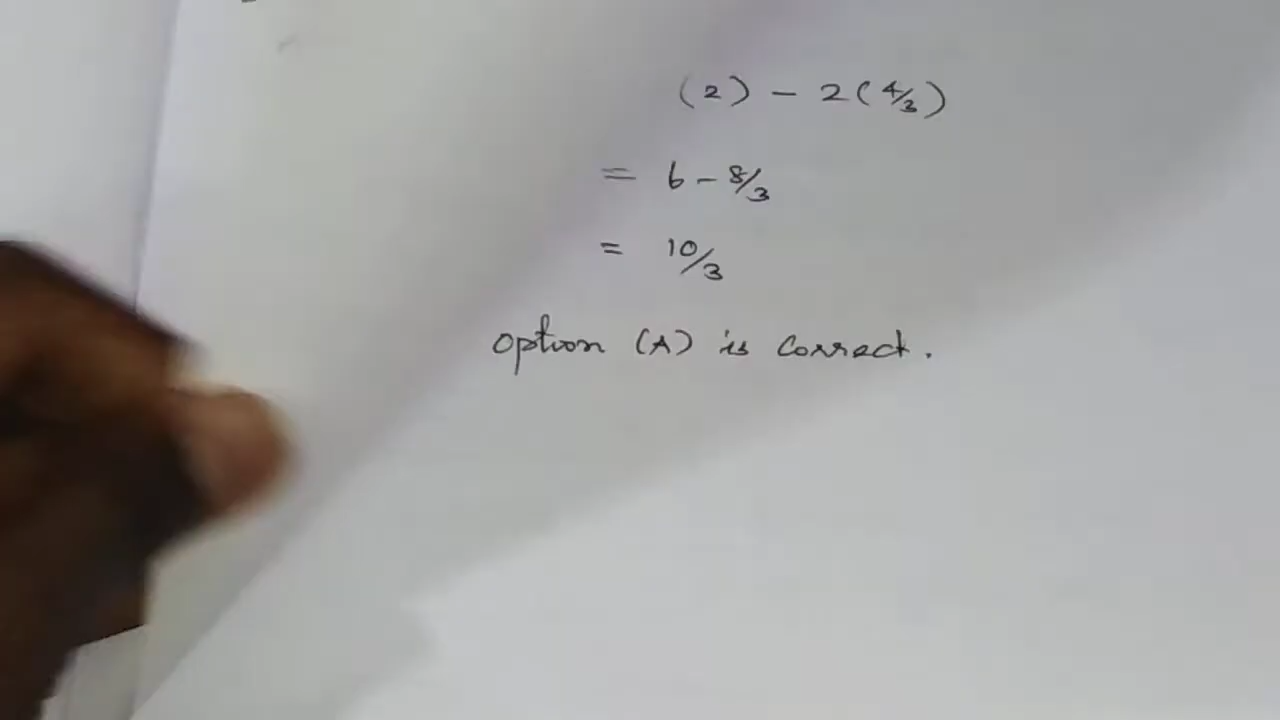 (2) - 2(4/3)
= 6 - 8/3
= 10/3
option (A) is correct.